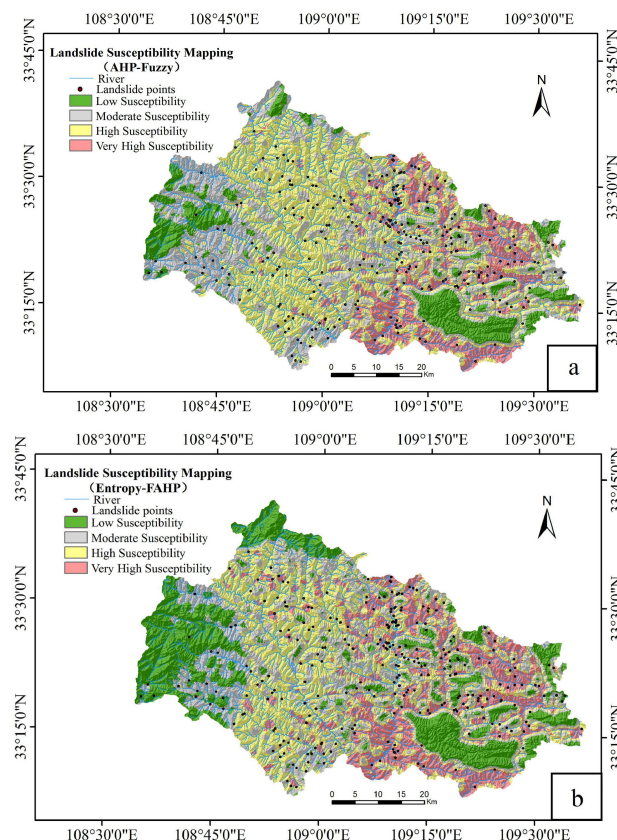 108°30'0"E 108°45'0"E 109°0'0"E 109°15'0"E 109°30'0"E
33°45'0"N
33°30'0"N
33°15'0"N
Landslide Susceptibility Mapping
（AHP-Fuzzy）
River
Landslide points
Low Susceptibility
Moderate Susceptibility
High Susceptibility
Very High Susceptibility
N
33°45'0"N
33°30'0"N
33°15'0"N
0 5 10 15 20
Km
a
108°30'0"E 108°45'0"E 109°0'0"E 109°15'0"E 109°30'0"E
108°30'0"E 108°45'0"E 109°0'0"E 109°15'0"E 109°30'0"E
33°45'0"N
33°30'0"N
33°15'0"N
Landslide Susceptibility Mapping
（Entropy-FAHP）
River
Landslide points
Low Susceptibility
Moderate Susceptibility
High Susceptibility
Very High Susceptibility
N
33°45'0"N
33°30'0"N
33°15'0"N
0 5 10 15 20
Km
b
108°30'0"E 108°45'0"E 109°0'0"E 109°15'0"E 109°30'0"E